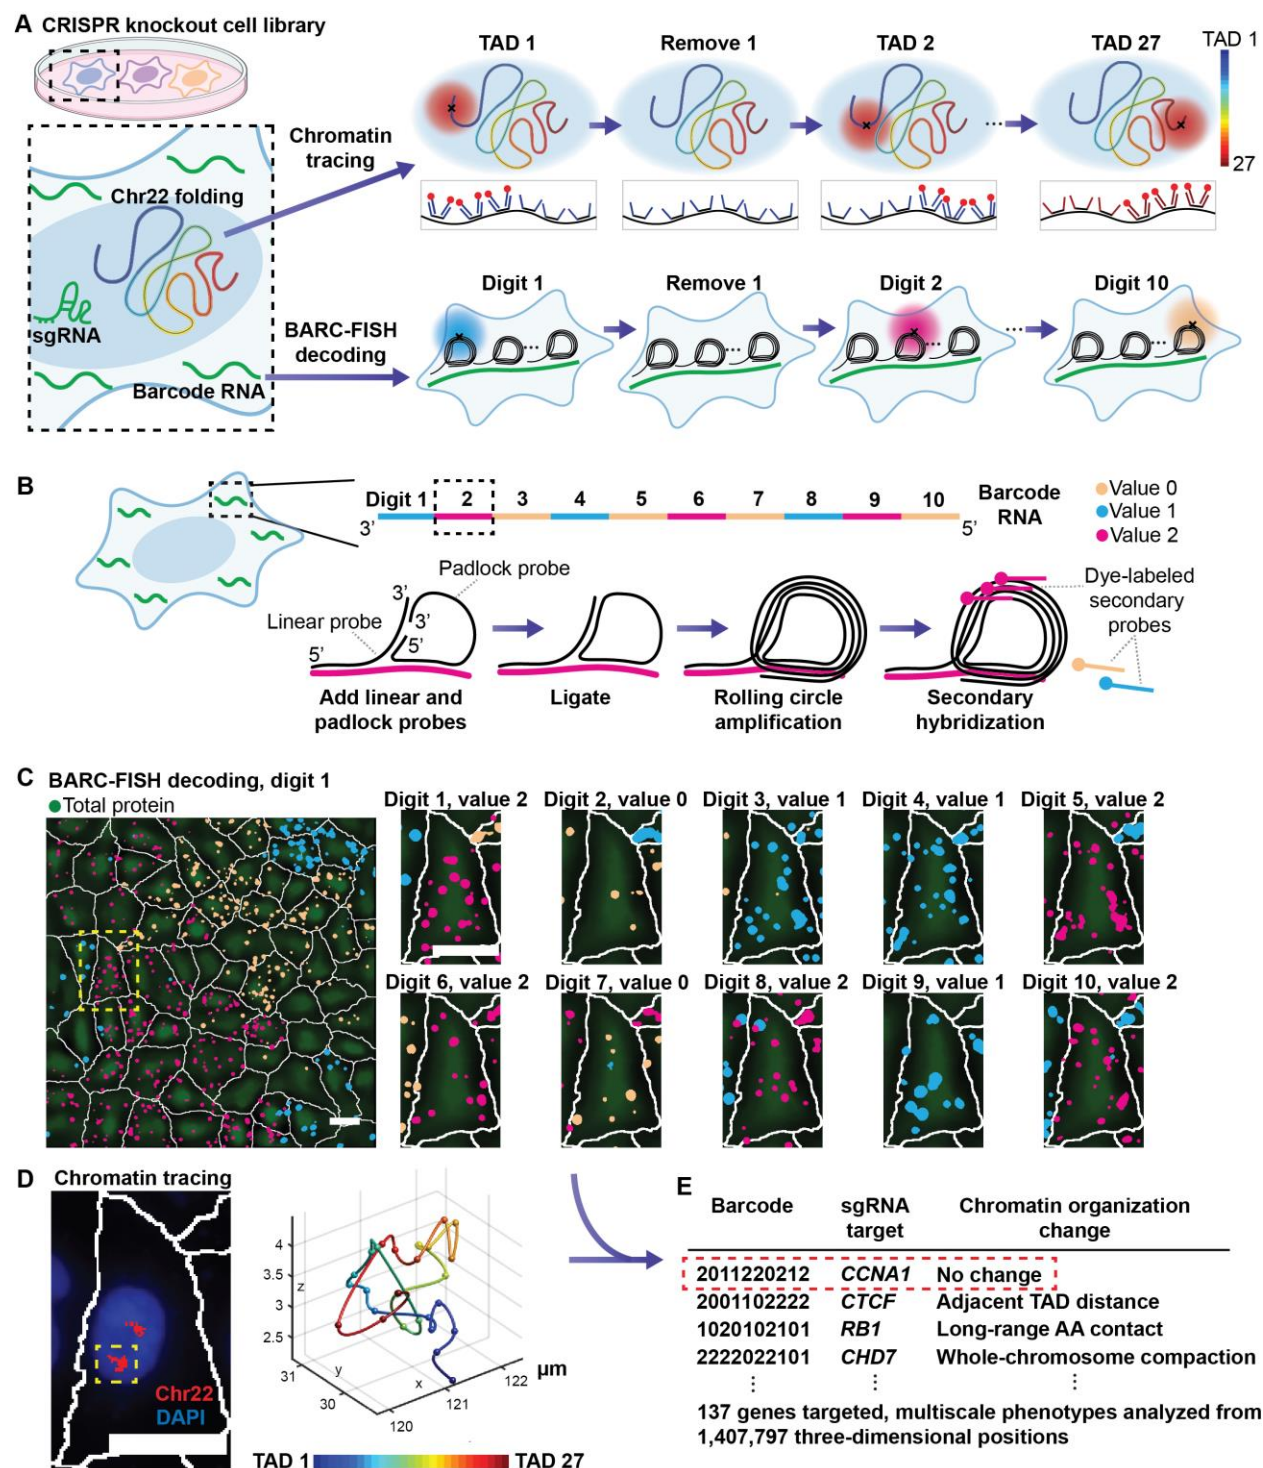 A CRISPR knockout cell library
TAD 1
Remove 1
TAD 2
TAD 27
TAD 1
27
Chromatin
tracing
Chr22 folding
sgRNA
Barcode RNA
BARC-FISH
decoding
Digit 1
Remove 1
Digit 2
Digit 10
B
Digit 1 2 3 4 5 6 7 8 9 10
3’ 5’
Barcode
RNA
Value 0
Value 1
Value 2
Padlock probe
Linear probe
3’
3’
5’
5’
Dye-labeled
secondary
probes
Add linear and
padlock probes
Ligate
Rolling circle
amplification
Secondary
hybridization
C BARC-FISH decoding, digit 1
Total protein
Digit 1, value 2
Digit 2, value 0
Digit 3, value 1
Digit 4, value 1
Digit 5, value 2
Digit 6, value 2
Digit 7, value 0
Digit 8, value 2
Digit 9, value 1
Digit 10, value 2
D Chromatin tracing
Chr22
DAPI
4
3.5
3
2.5
z
31
30
y
x
120
121
122
µm
TAD 1 TAD 27
E
Barcode sgRNA target Chromatin organization change
2011220212 CCNA1 No change
2001102222 CTCF Adjacent TAD distance
1020102101 RB1 Long-range AA contact
2222022101 CHD7 Whole-chromosome compaction
137 genes targeted, multiscale phenotypes analyzed from
1,407,797 three-dimensional positions